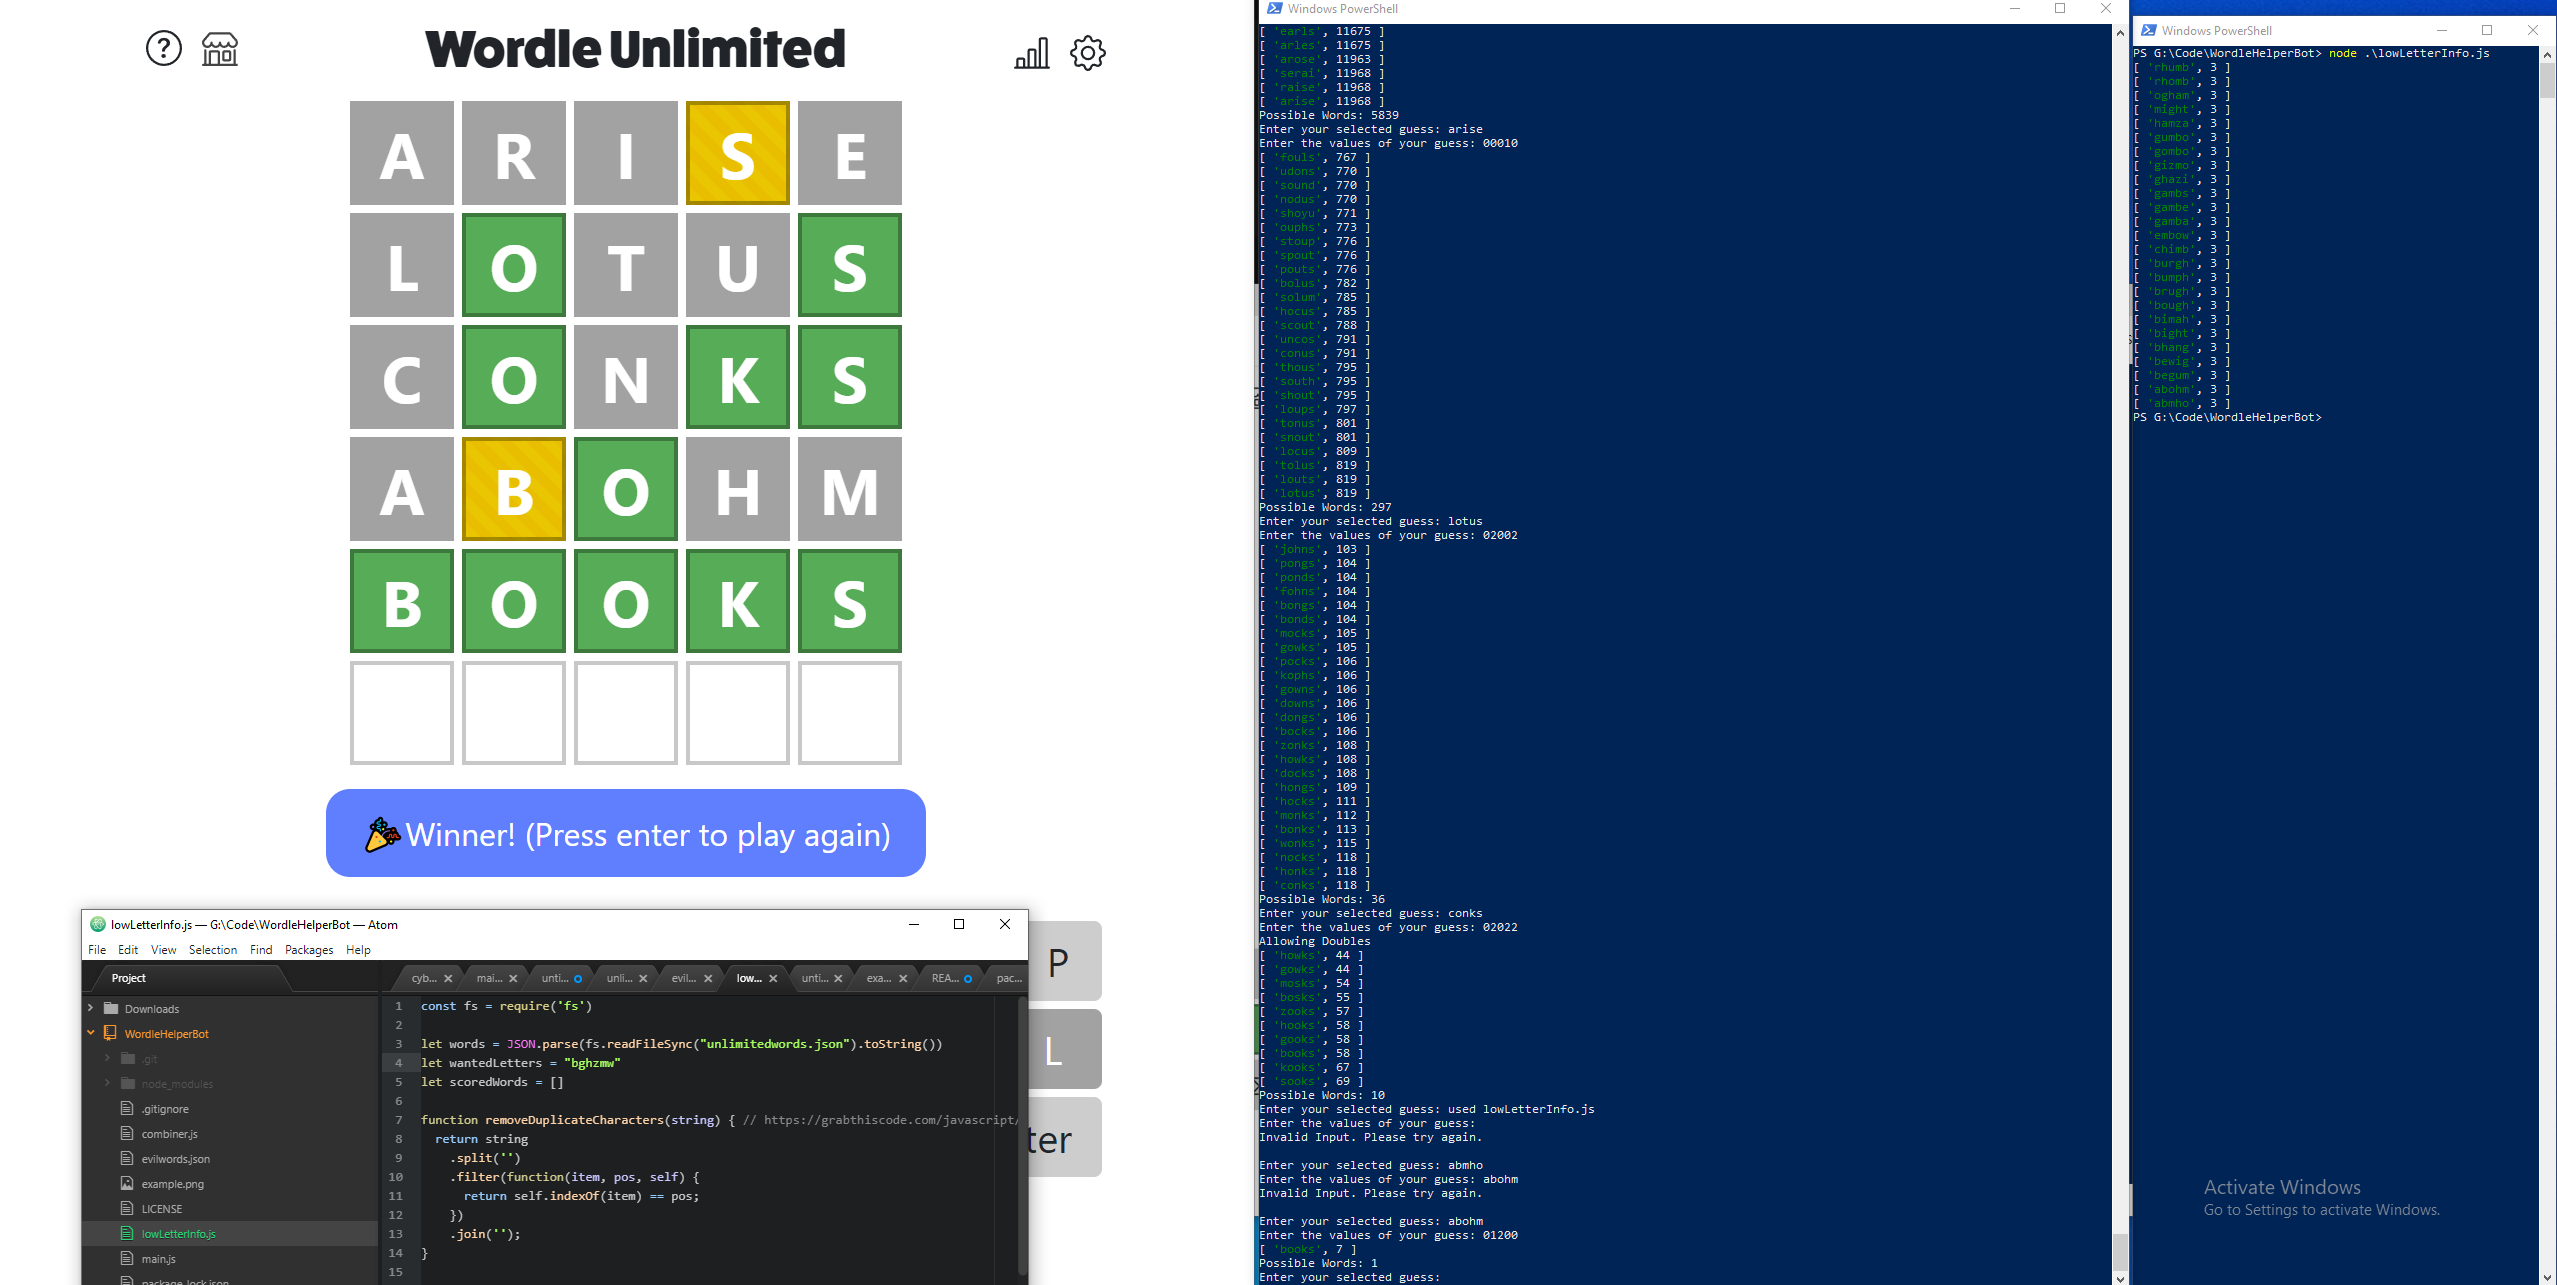 Wordle Unlimited
A R I S E
L O T U S
C O N K S
A B O H M
B O O K S
Winner! (Press enter to play again)
P
L
ter
lowLetterInfo.js — G:\Code\WordleHelperBot — Atom
File Edit View Selection Find Packages Help
Project
cyb... mai... unti... unli... evil... low... unti... exa... REA... pac...
Downloads
WordleHelperBot
.git
node_modules
.gitignore
combiner.js
evilwords.json
example.png
LICENSE
lowLetterInfo.js
main.js
package-lock.json
1 const fs = require('fs')
2
3 let words = JSON.parse(fs.readFileSync("unlimitedwords.json").toString())
4 let wantedLetters = "bghzmw"
5 let scoredWords = []
6
7 function removeDuplicateCharacters(string) { // https://grabthiscode.com/javascript/
8 return string
9 .split('')
10 .filter(function(item, pos, self) {
11 return self.indexOf(item) == pos;
12 })
13 .join('');
14 }
15
Windows PowerShell
[ 'earls', 11675 ]
[ 'arles', 11675 ]
[ 'arose', 11963 ]
[ 'serai', 11968 ]
[ 'raise', 11968 ]
[ 'arise', 11968 ]
Possible Words: 5839
Enter your selected guess: arise
Enter the values of your guess: 00010
[ 'fouls', 767 ]
[ 'udons', 770 ]
[ 'sound', 770 ]
[ 'nodus', 770 ]
[ 'shoyu', 771 ]
[ 'ouphs', 773 ]
[ 'stoup', 776 ]
[ 'spout', 776 ]
[ 'pouts', 776 ]
[ 'bolus', 782 ]
[ 'solum', 785 ]
[ 'hocus', 785 ]
[ 'scout', 788 ]
[ 'uncos', 791 ]
[ 'conus', 791 ]
[ 'thous', 795 ]
[ 'south', 795 ]
[ 'shout', 795 ]
[ 'loups', 797 ]
[ 'tonus', 801 ]
[ 'snout', 801 ]
[ 'locus', 809 ]
[ 'tolus', 819 ]
[ 'louts', 819 ]
[ 'lotus', 819 ]
Possible Words: 297
Enter your selected guess: lotus
Enter the values of your guess: 02002
[ 'johns', 103 ]
[ 'pongs', 104 ]
[ 'ponds', 104 ]
[ 'fohns', 104 ]
[ 'bongs', 104 ]
[ 'bonds', 104 ]
[ 'mocks', 105 ]
[ 'gowks', 105 ]
[ 'pocks', 106 ]
[ 'kophs', 106 ]
[ 'gowns', 106 ]
[ 'downs', 106 ]
[ 'dongs', 106 ]
[ 'bocks', 106 ]
[ 'zonks', 108 ]
[ 'howks', 108 ]
[ 'docks', 108 ]
[ 'hongs', 109 ]
[ 'hocks', 111 ]
[ 'monks', 112 ]
[ 'bonks', 113 ]
[ 'wonks', 115 ]
[ 'nocks', 118 ]
[ 'honks', 118 ]
[ 'conks', 118 ]
Possible Words: 36
Enter your selected guess: conks
Enter the values of your guess: 02022
Allowing Doubles
[ 'howks', 44 ]
[ 'gowks', 44 ]
[ 'mosks', 54 ]
[ 'bosks', 55 ]
[ 'zooks', 57 ]
[ 'hooks', 58 ]
[ 'gooks', 58 ]
[ 'books', 58 ]
[ 'kooks', 67 ]
[ 'sooks', 69 ]
Possible Words: 10
Enter your selected guess: used lowLetterInfo.js
Enter the values of your guess:
Invalid Input. Please try again.
Enter your selected guess: abmho
Enter the values of your guess: abohm
Invalid Input. Please try again.
Enter your selected guess: abohm
Enter the values of your guess: 01200
[ 'books', 7 ]
Possible Words: 1
Enter your selected guess:
Windows PowerShell
PS G:\Code\WordleHelperBot> node .\lowLetterInfo.js
[ 'rhumb', 3 ]
[ 'rhomb', 3 ]
[ 'ogham', 3 ]
[ 'might', 3 ]
[ 'hamza', 3 ]
[ 'gumbo', 3 ]
[ 'gombo', 3 ]
[ 'gizmo', 3 ]
[ 'ghazi', 3 ]
[ 'gambs', 3 ]
[ 'gambe', 3 ]
[ 'gamba', 3 ]
[ 'embow', 3 ]
[ 'chimb', 3 ]
[ 'burgh', 3 ]
[ 'bumph', 3 ]
[ 'brugh', 3 ]
[ 'bough', 3 ]
[ 'bimah', 3 ]
[ 'bight', 3 ]
[ 'bhang', 3 ]
[ 'bewig', 3 ]
[ 'begum', 3 ]
[ 'abohm', 3 ]
[ 'abmho', 3 ]
PS G:\Code\WordleHelperBot>
Activate Windows
Go to Settings to activate Windows.